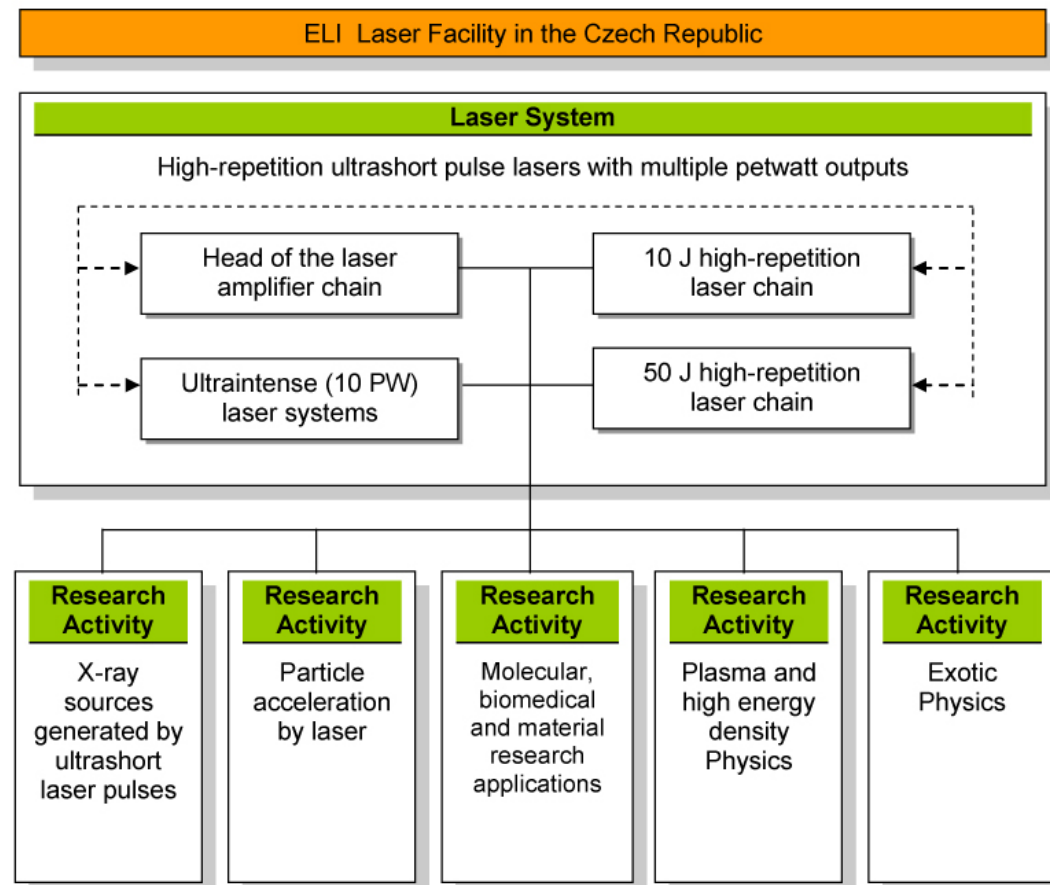 ELI Laser Facility in the Czech Republic
Laser System
High-repetition ultrashort pulse lasers with multiple petwatt outputs
Head of the laser
amplifier chain
10 J high-repetition
laser chain
Ultraintense (10 PW)
laser systems
50 J high-repetition
laser chain
Research
Activity
X-ray
sources
generated by
ultrashort
laser pulses
Research
Activity
Particle
acceleration
by laser
Research
Activity
Molecular,
biomedical
and material
research
applications
Research
Activity
Plasma and
high energy
density
Physics
Research
Activity
Exotic
Physics